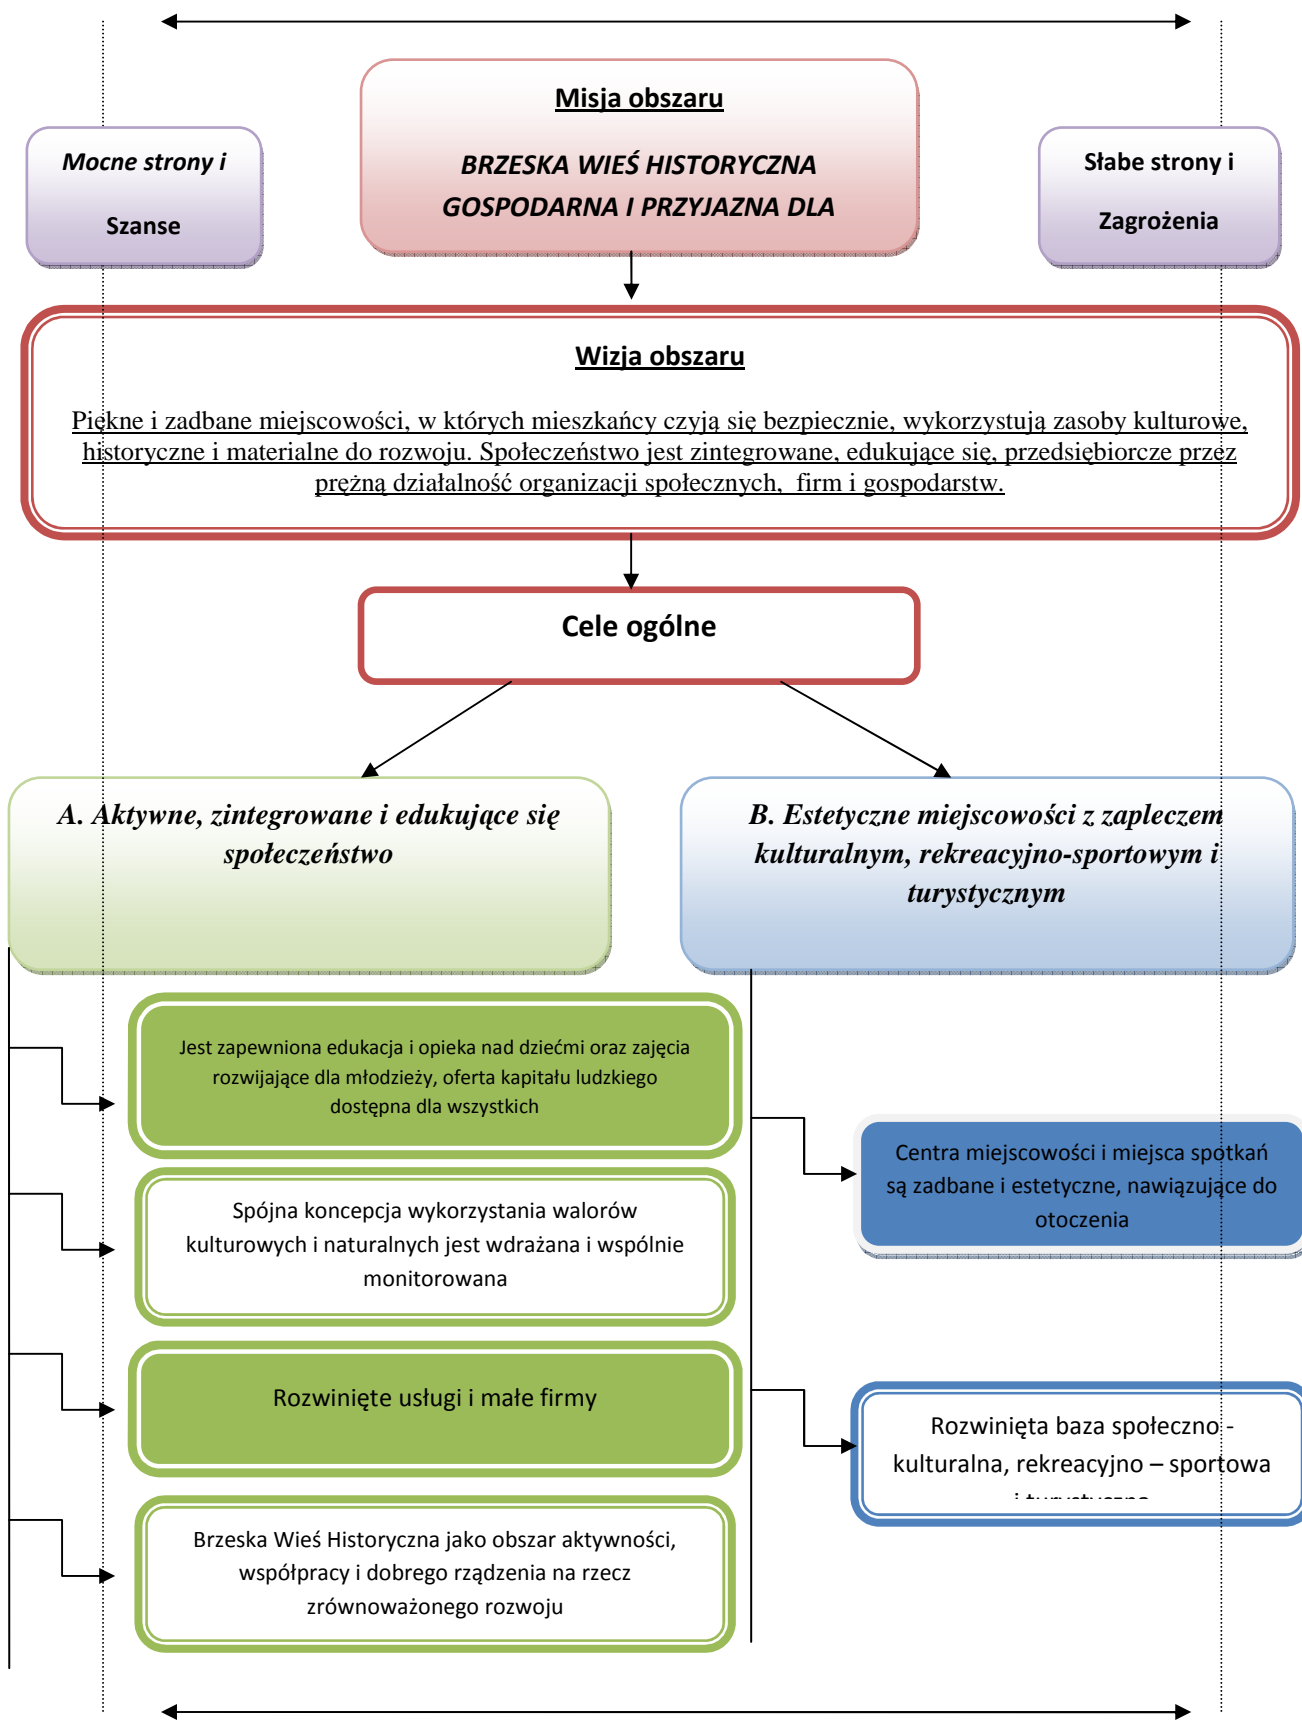 Misja obszaru
BRZESKA WIEŚ HISTORYCZNA
GOSPODARNA I PRZYJAZNA DLA
Mocne strony i
Szanse
Słabe strony i
Zagrożenia
Wizja obszaru
Piękne i zadbane miejscowości, w których mieszkańcy czyją się bezpiecznie, wykorzystują zasoby kulturowe,
historyczne i materialne do rozwoju. Społeczeństwo jest zintegrowane, edukujące się, przedsiębiorcze przez
prężną działalność organizacji społecznych, firm i gospodarstw.
Cele ogólne
A. Aktywne, zintegrowane i edukujące się
społeczeństwo
B. Estetyczne miejscowości z zapleczem
kulturalnym, rekreacyjno-sportowym i
turystycznym
Jest zapewniona edukacja i opieka nad dziećmi oraz zajęcia
rozwijające dla młodzieży, oferta kapitału ludzkiego
dostępna dla wszystkich
Spójna koncepcja wykorzystania walorów
kulturowych i naturalnych jest wdrażana i wspólnie
monitorowana
Rozwinięte usługi i małe firmy
Brzeska Wieś Historyczna jako obszar aktywności,
współpracy i dobrego rządzenia na rzecz
zrównoważonego rozwoju
Centra miejscowości i miejsca spotkań
są zadbane i estetyczne, nawiązujące do
otoczenia
Rozwinięta baza społeczno -
kulturalna, rekreacyjno – sportowa